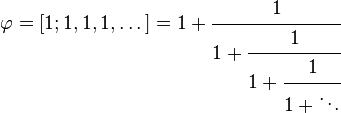 φ = [1; 1, 1, 1, …] = 1 + 1
1 + 1
1 + 1
1 + ⋱